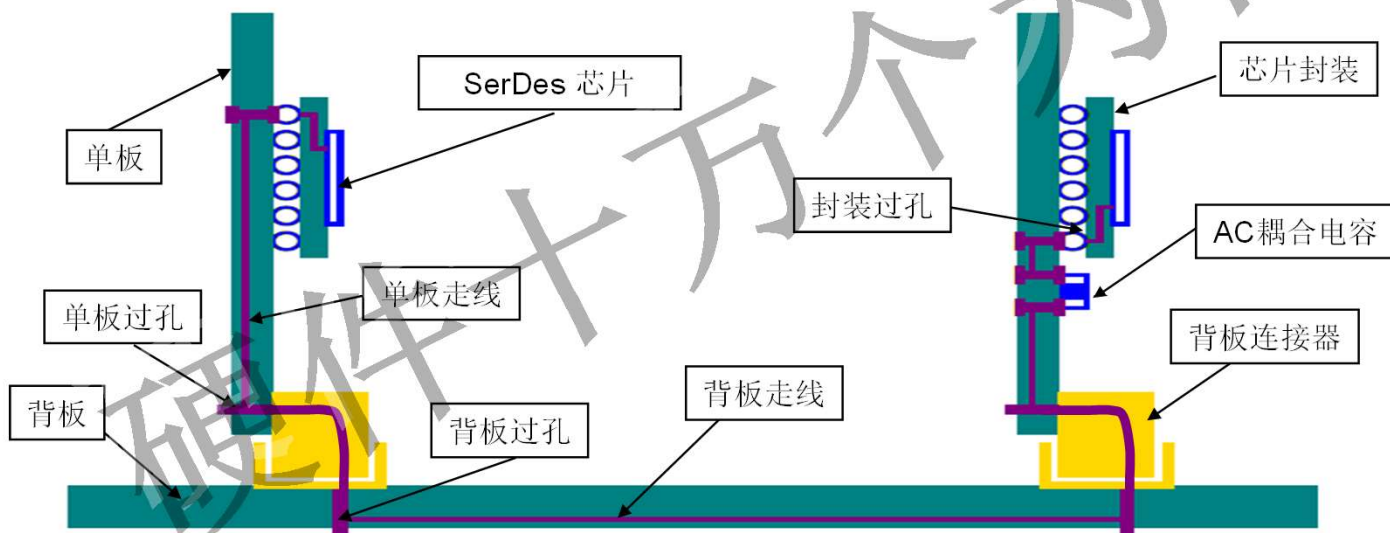 SerDes 芯片
芯片封装
单板
封装过孔
AC耦合电容
单板走线
单板过孔
背板连接器
背板走线
背板
背板过孔
硬件十万个为